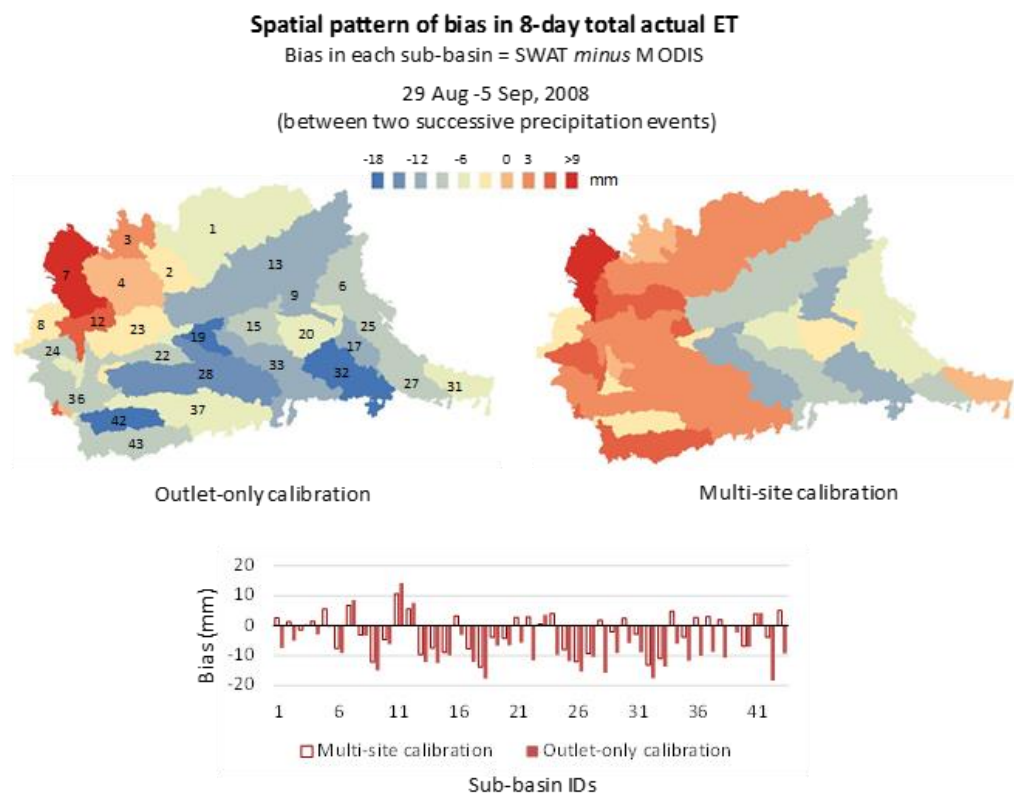 Spatial pattern of bias in 8-day total actual ET
Bias in each sub-basin = SWAT minus MODIS
29 Aug -5 Sep, 2008
(between two successive precipitation events)
-18 -12 -6 0 3 >9
mm
1
3
2
13
7
4
6
9
8
12
23
15
20
25
19
24
22
17
33
28
32
27
31
36
37
42
43
Outlet-only calibration
Multi-site calibration
Bias (mm)
20
10
0
-10
-20
1 6 11 16 21 26 31 36 41
Multi-site calibration
Outlet-only calibration
Sub-basin IDs